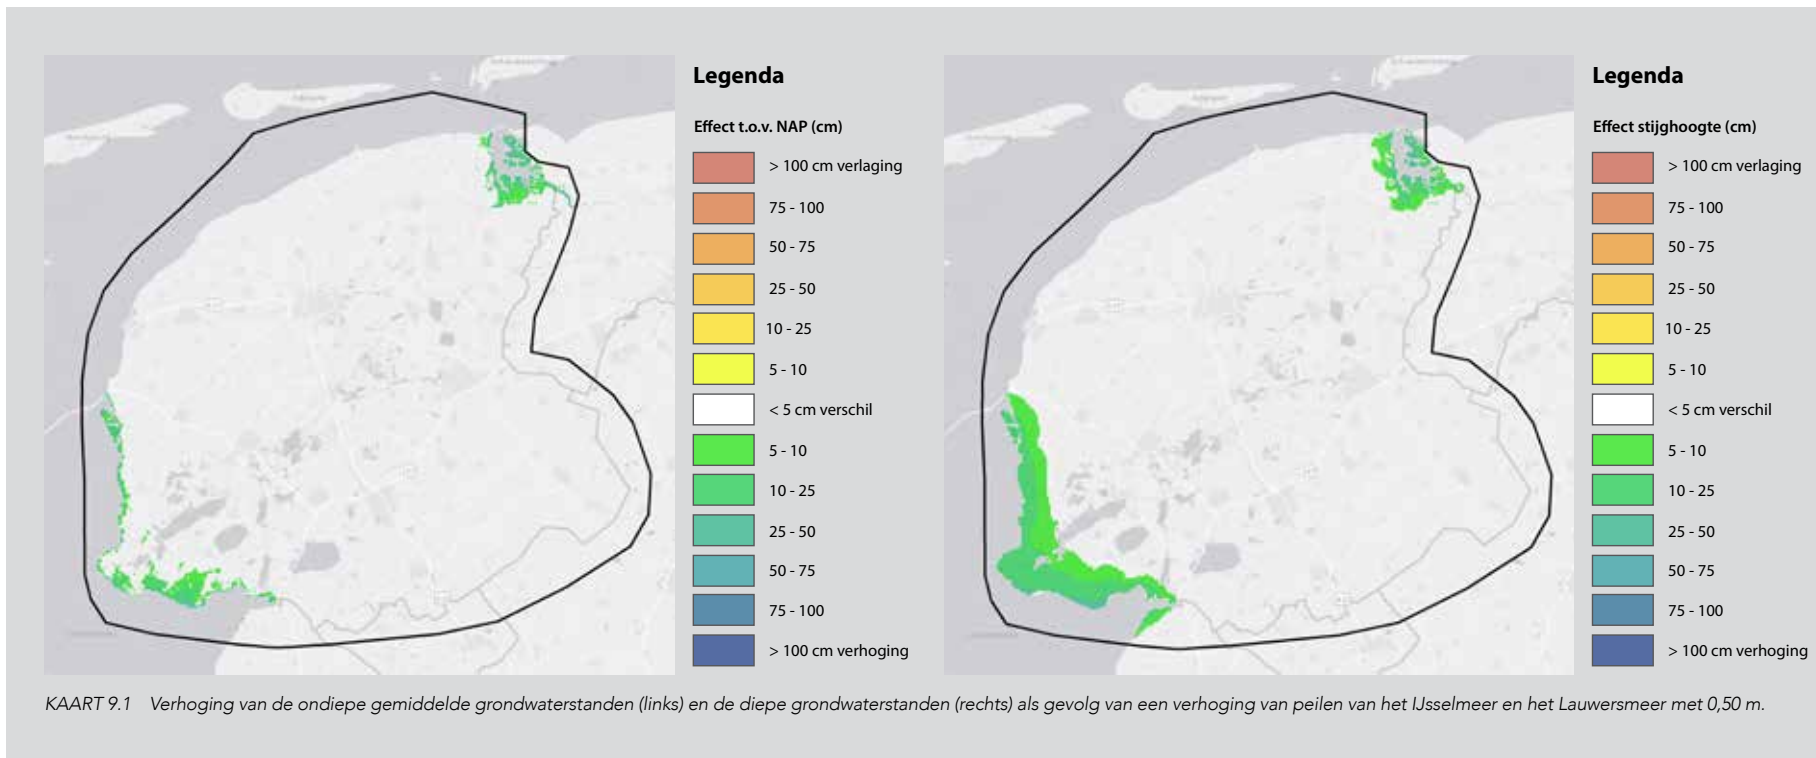 Legenda
Effect t.o.v. NAP (cm)
> 100 cm verlaging
75 - 100
50 - 75
25 - 50
10 - 25
5 - 10
< 5 cm verschil
5 - 10
10 - 25
25 - 50
50 - 75
75 - 100
> 100 cm verhoging
Legenda
Effect stijghoogte (cm)
> 100 cm verlaging
75 - 100
50 - 75
25 - 50
10 - 25
5 - 10
< 5 cm verschil
5 - 10
10 - 25
25 - 50
50 - 75
75 - 100
> 100 cm verhoging
KAART 9.1 Verhoging van de ondiepe gemiddelde grondwaterstanden (links) en de diepe grondwaterstanden (rechts) als gevolg van een verhoging van peilen van het IJsselmeer en het Lauwersmeer met 0,50 m.